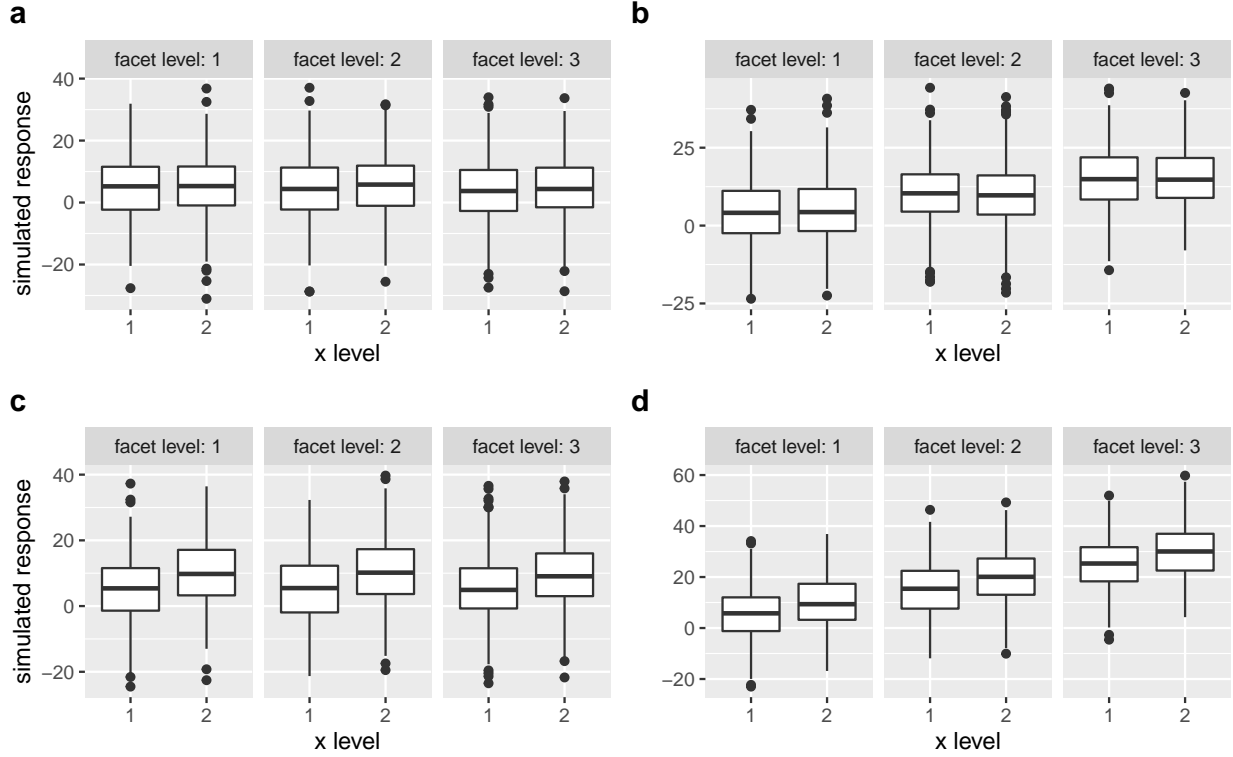 a
facet level: 1 facet level: 2 facet level: 3
simulated response
40
20
0
−20
1 2 1 2 1 2
x level
b
facet level: 1 facet level: 2 facet level: 3
25
0
−25
1 2 1 2 1 2
x level
c
facet level: 1 facet level: 2 facet level: 3
simulated response
40
20
0
−20
1 2 1 2 1 2
x level
d
facet level: 1 facet level: 2 facet level: 3
60
40
20
0
−20
1 2 1 2 1 2
x level